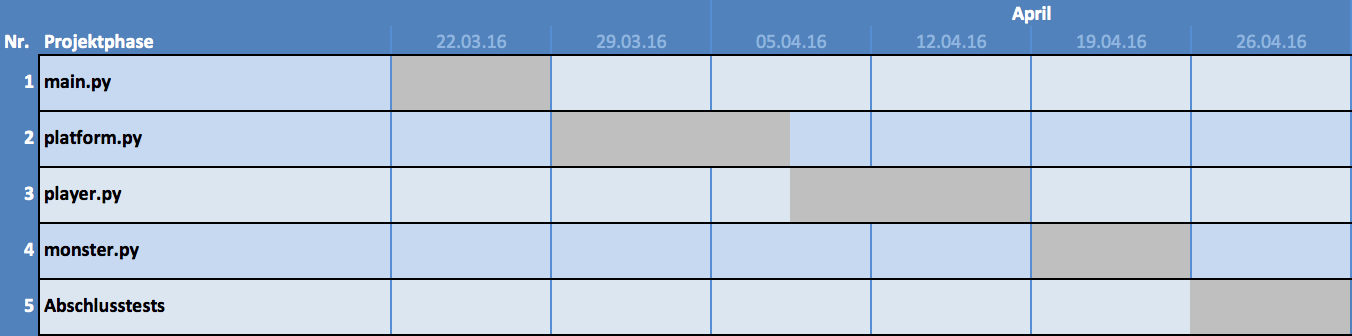 April
Nr. Projektphase 22.03.16 29.03.16 05.04.16 12.04.16 19.04.16 26.04.16
1 main.py
2 platform.py
3 player.py
4 monster.py
5 Abschlusstests